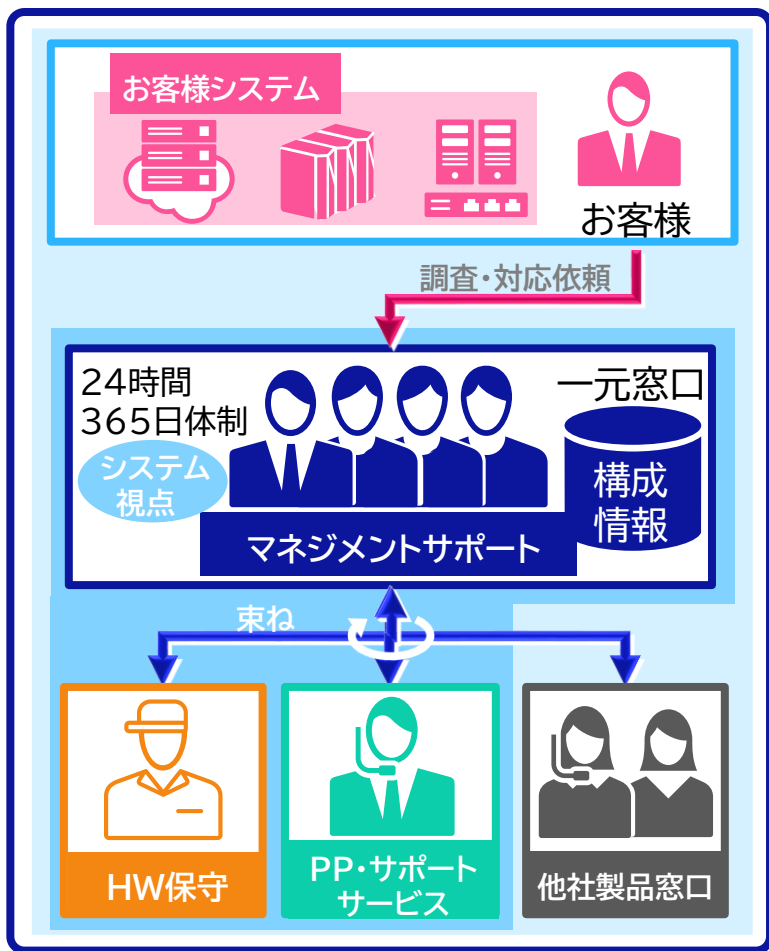 お客様システム
お客様
調査・対応依頼
24時間
365日体制
一元窓口
システム
視点
構成
情報
マネジメントサポート
束ね
HW保守
PP・サポート
サービス
他社製品窓口